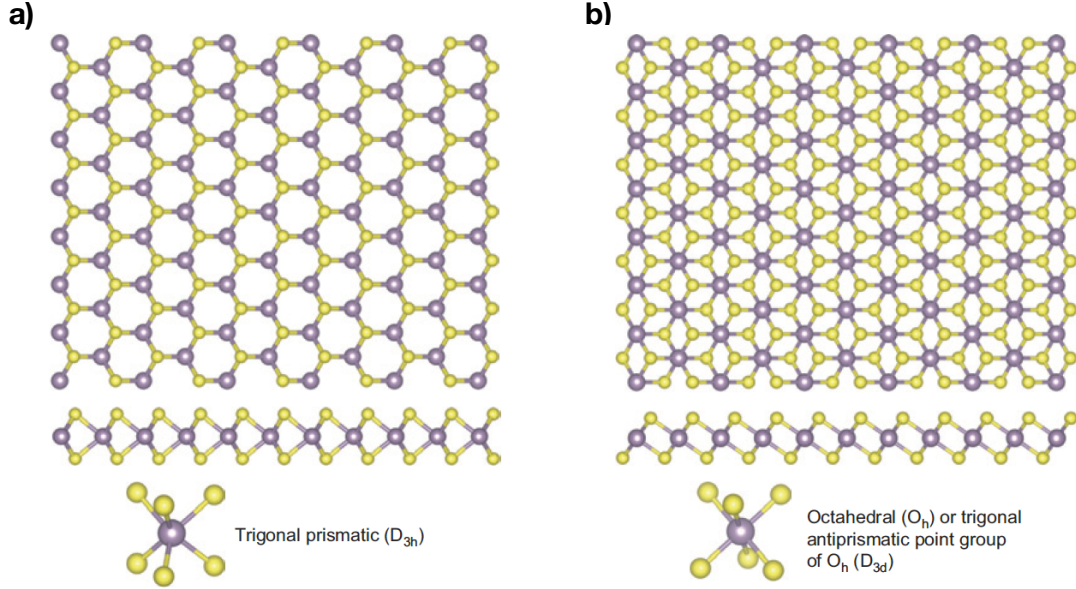 a)
b)
Trigonal prismatic (D3h)
Octahedral (Oh) or trigonal
antiprismatic point group
of Oh (D3d)